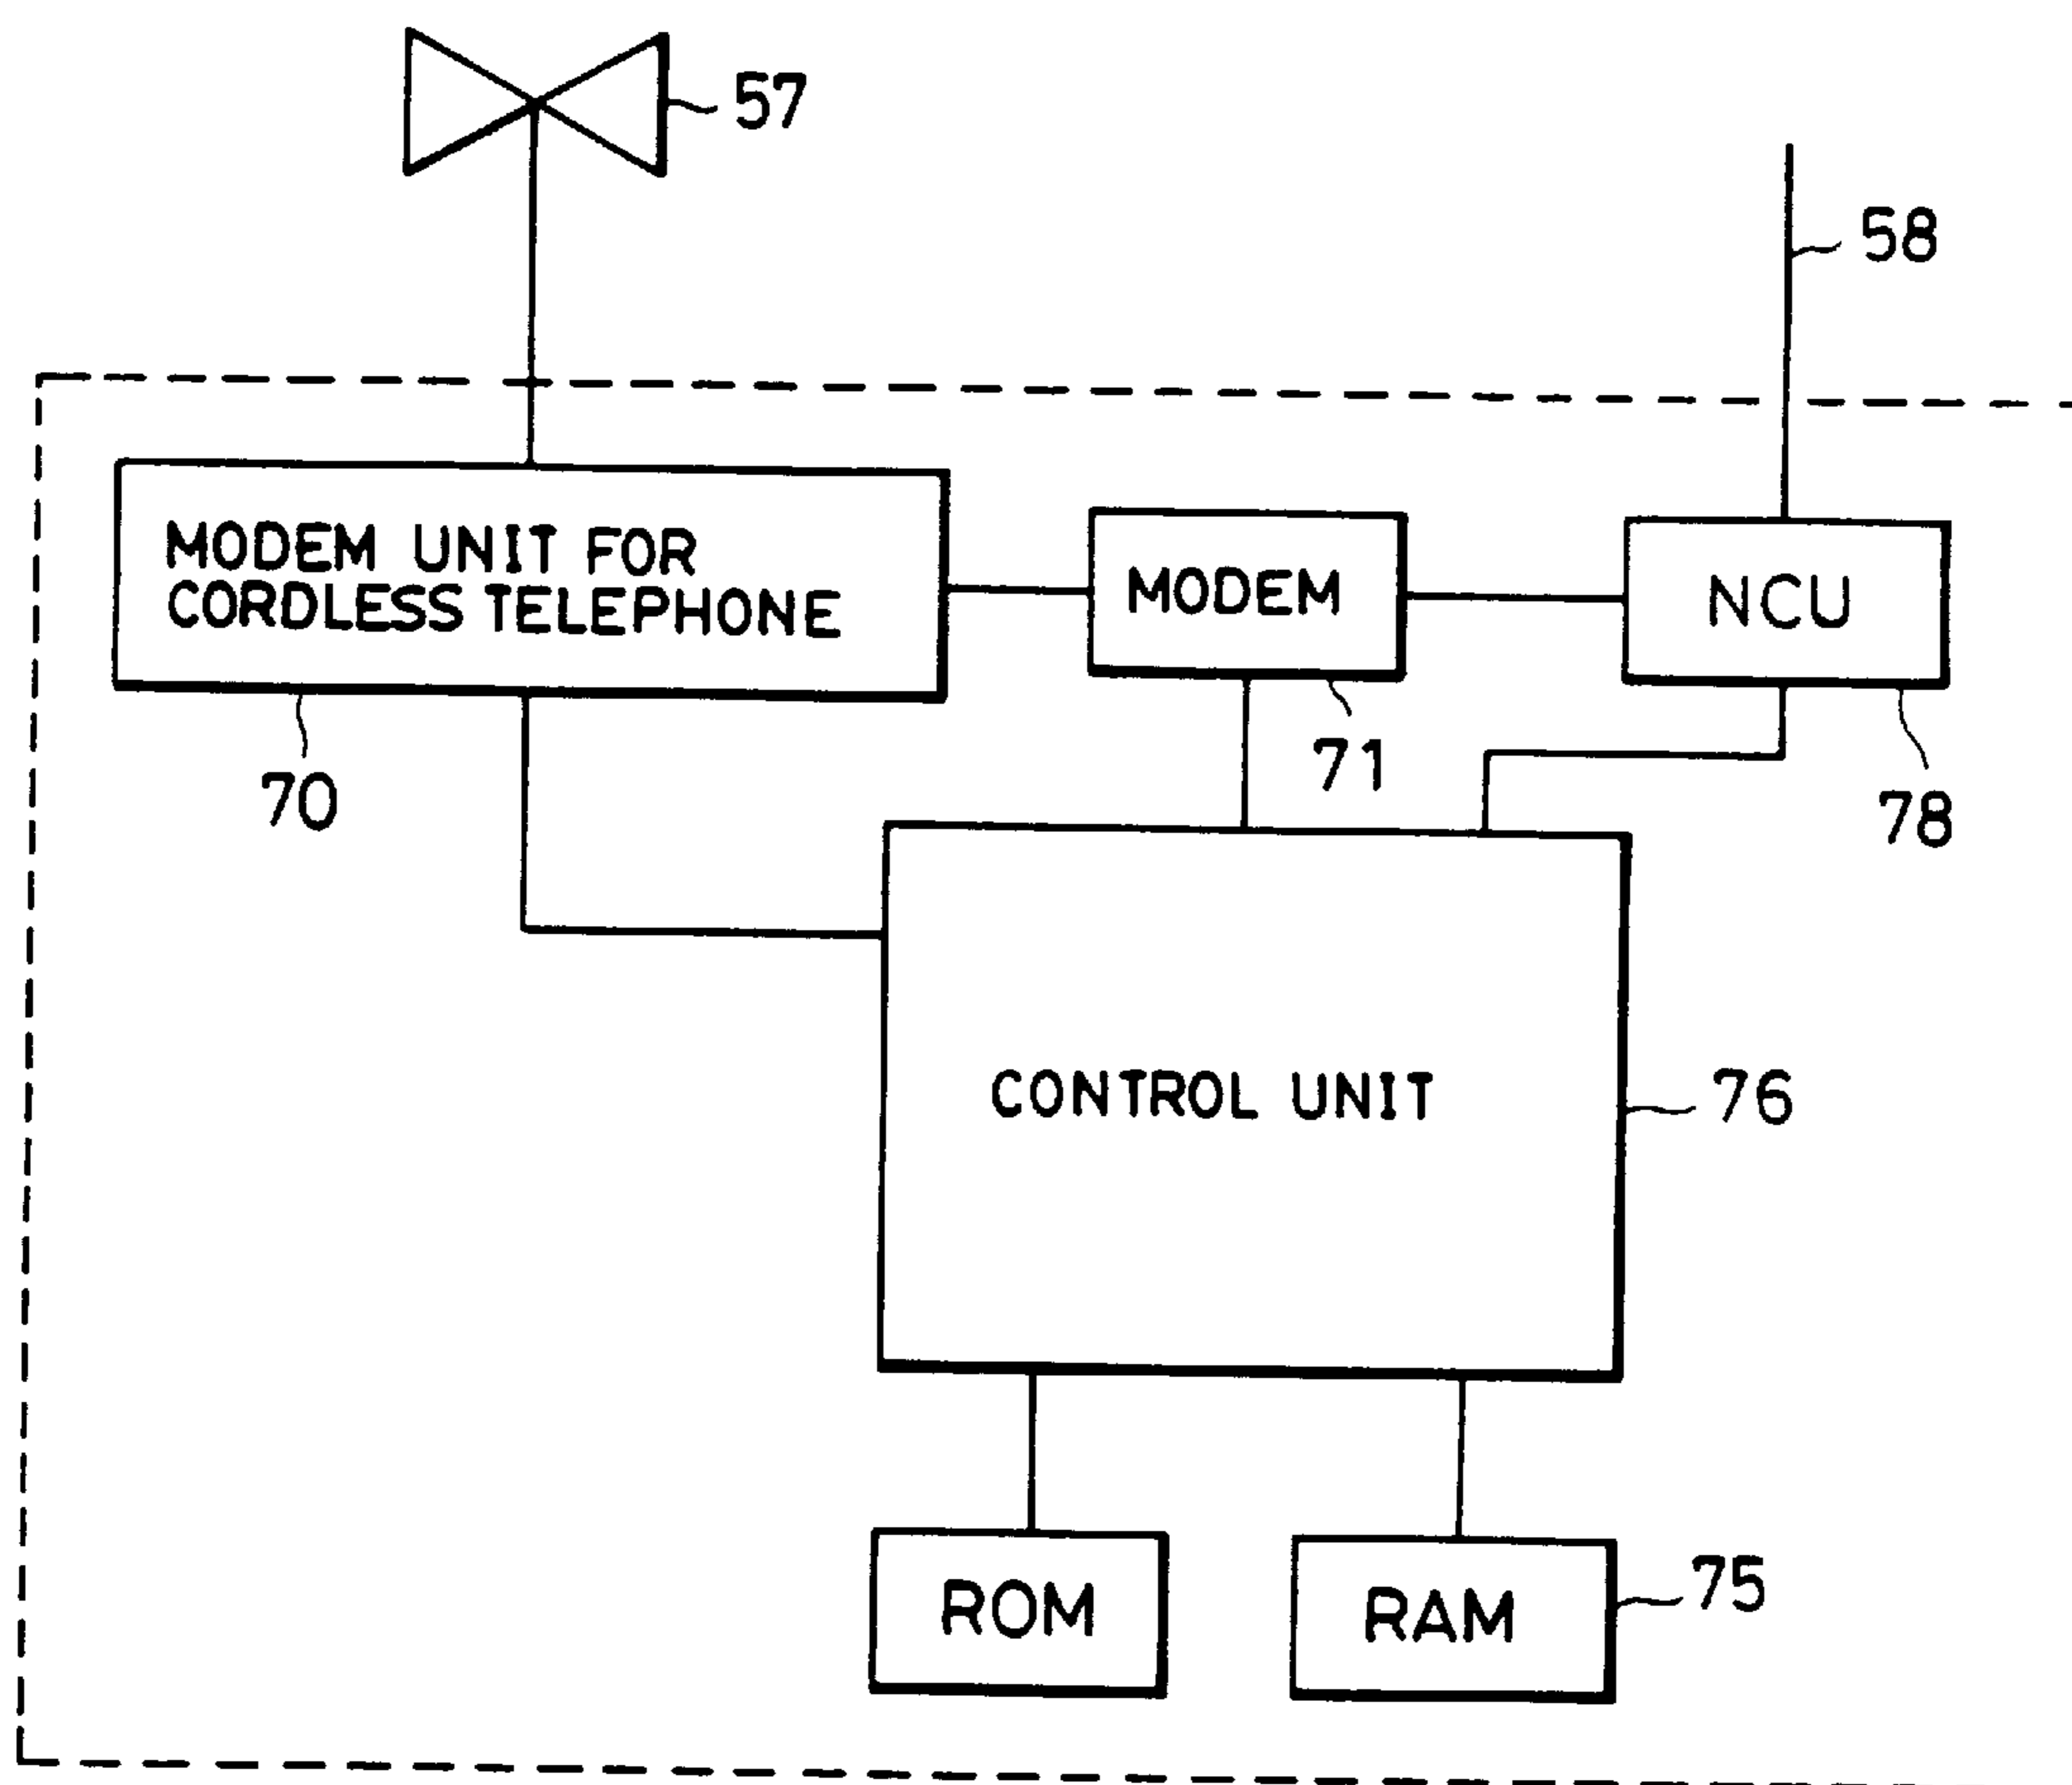 57
58
MODEM UNIT FOR
CORDLESS TELEPHONE
MODEM
NCU
70
71
78
CONTROL UNIT
76
ROM
RAM
75